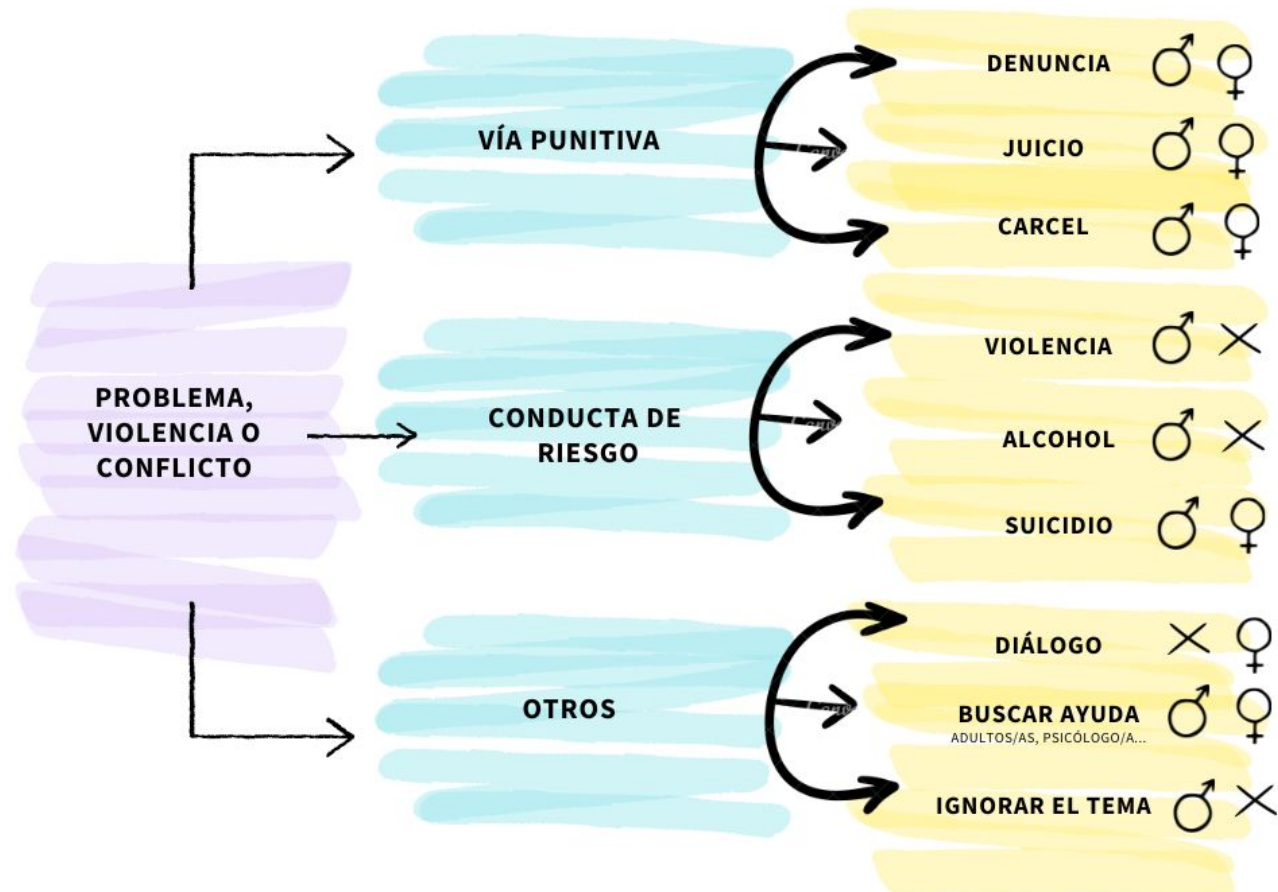 DENUNCIA
VÍA PUNITIVA
JUICIO
CARCEL
PROBLEMA,
VIOLENCIA O
CONFLICTO
CONDUCTA DE
RIESGO
VIOLENCIA
ALCOHOL
SUICIDIO
OTROS
DIÁLOGO
BUSCAR AYUDA
ADULTOS/AS, PSICÓLOGO/A...
IGNORAR EL TEMA